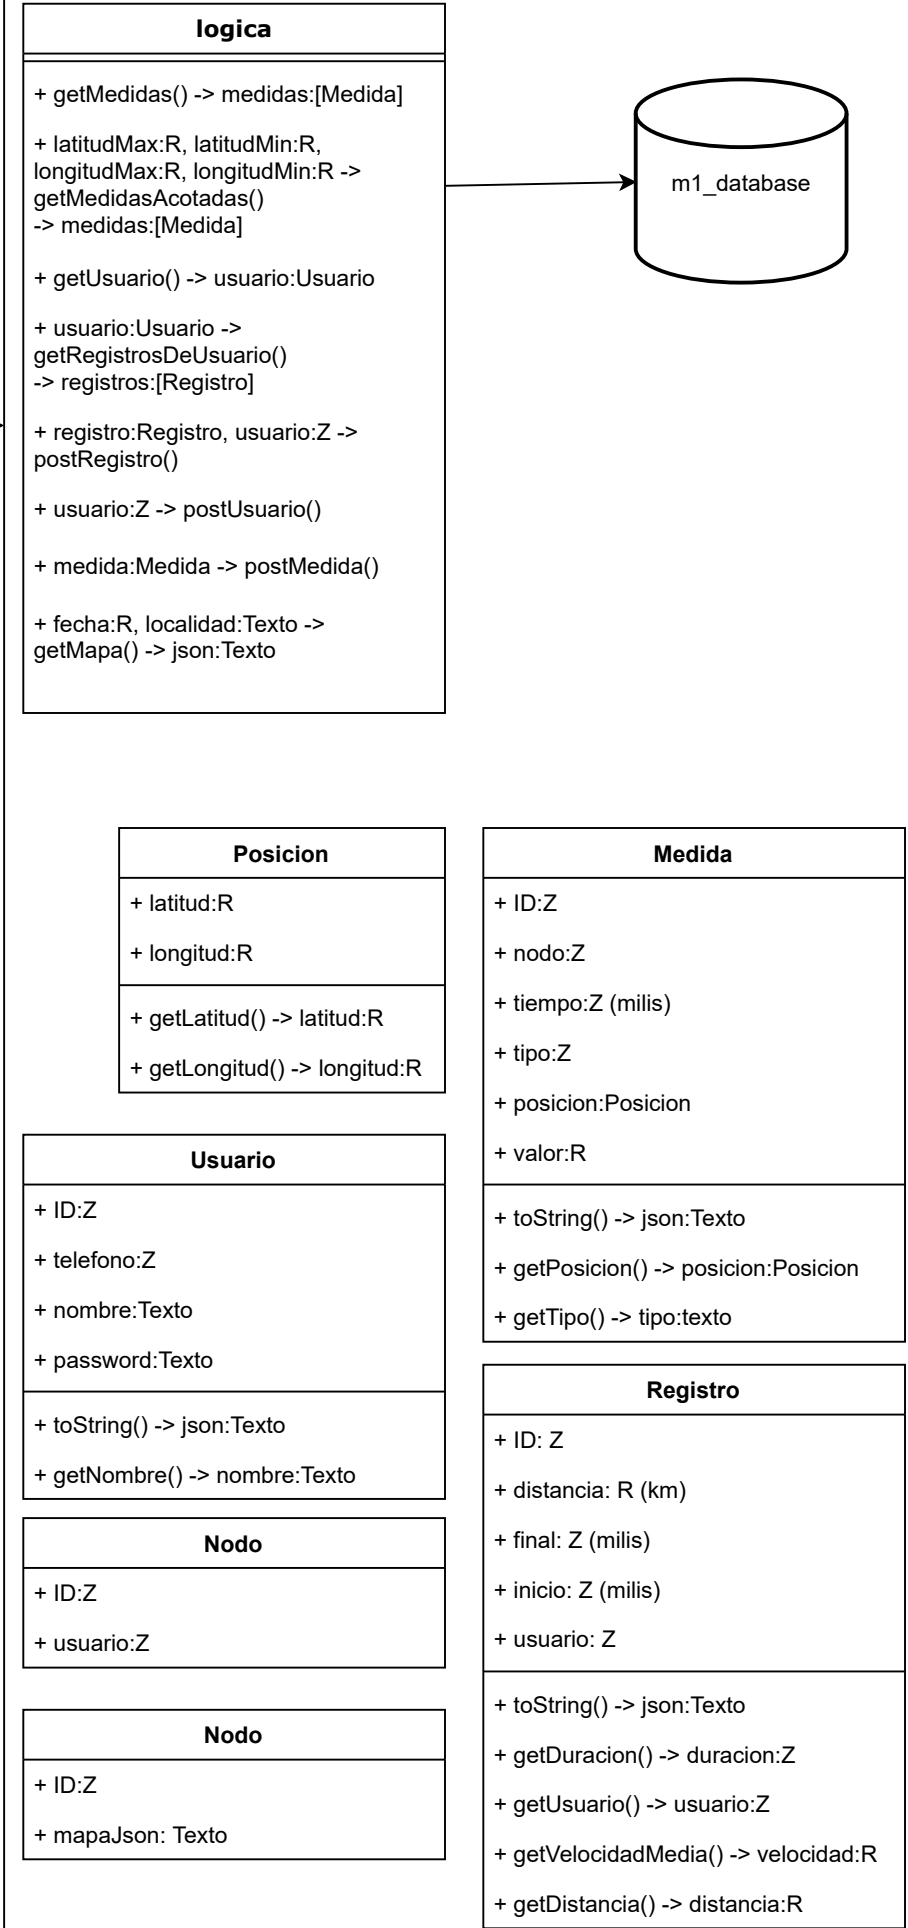 logica
+ getMedidas() -> medidas:[Medida]
+ latitudMax:R, latitudMin:R,
longitudMax:R, longitudMin:R ->
getMedidasAcotadas()
-> medidas:[Medida]
+ getUsuario() -> usuario:Usuario
+ usuario:Usuario ->
getRegistrosDeUsuario()
-> registros:[Registro]
+ registro:Registro, usuario:Z ->
postRegistro()
+ usuario:Z -> postUsuario()
+ medida:Medida -> postMedida()
+ fecha:R, localidad:Texto ->
getMapa() -> json:Texto
m1_database
Posicion
+ latitud:R
+ longitud:R
+ getLatitud() -> latitud:R
+ getLongitud() -> longitud:R
Medida
+ ID:Z
+ nodo:Z
+ tiempo:Z (milis)
+ tipo:Z
+ posicion:Posicion
+ valor:R
+ toString() -> json:Texto
+ getPosicion() -> posicion:Posicion
+ getTipo() -> tipo:texto
Usuario
+ ID:Z
+ telefono:Z
+ nombre:Texto
+ password:Texto
+ toString() -> json:Texto
+ getNombre() -> nombre:Texto
Registro
+ ID: Z
+ distancia: R (km)
+ final: Z (milis)
+ inicio: Z (milis)
+ usuario: Z
+ toString() -> json:Texto
+ getDuracion() -> duracion:Z
+ getUsuario() -> usuario:Z
+ getVelocidadMedia() -> velocidad:R
+ getDistancia() -> distancia:R
Nodo
+ ID:Z
+ usuario:Z
Nodo
+ ID:Z
+ mapaJson: Texto